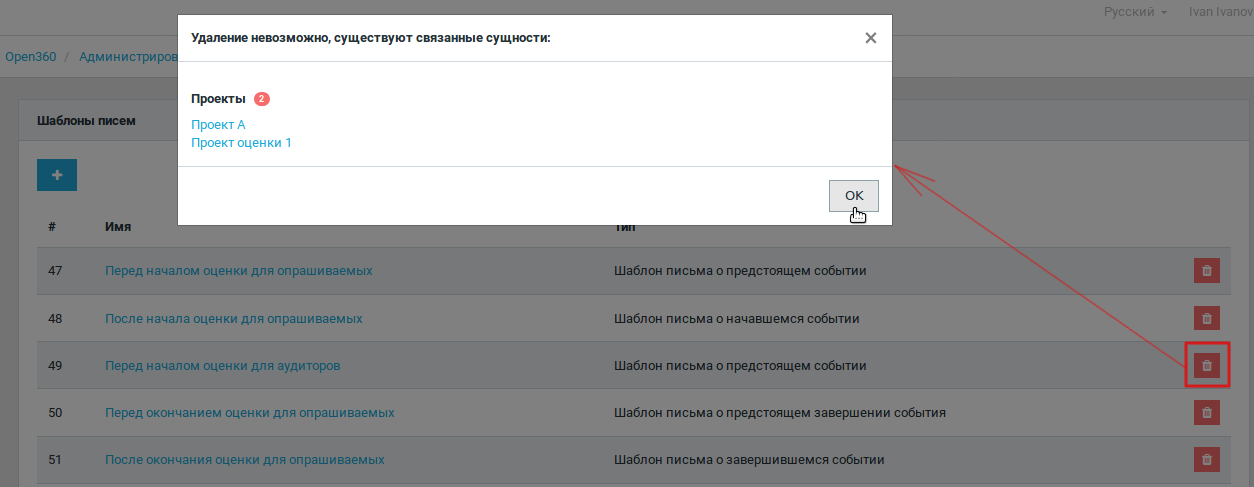 Русский
Ivan Ivanov
Open360 / Администриров
Удаление невозможно, существуют связанные сущности:
Проекты 2
Проект А
Проект оценки 1
OK
Шаблоны писем
# Имя Тип
47 Перед началом оценки для опрашиваемых Шаблон письма о предстоящем событии
48 После начала оценки для опрашиваемых Шаблон письма о начавшемся событии
49 Перед началом оценки для аудиторов Шаблон письма о предстоящем событии
50 Перед окончанием оценки для опрашиваемых Шаблон письма о предстоящем завершении события
51 После окончания оценки для опрашиваемых Шаблон письма о завершившемся событии